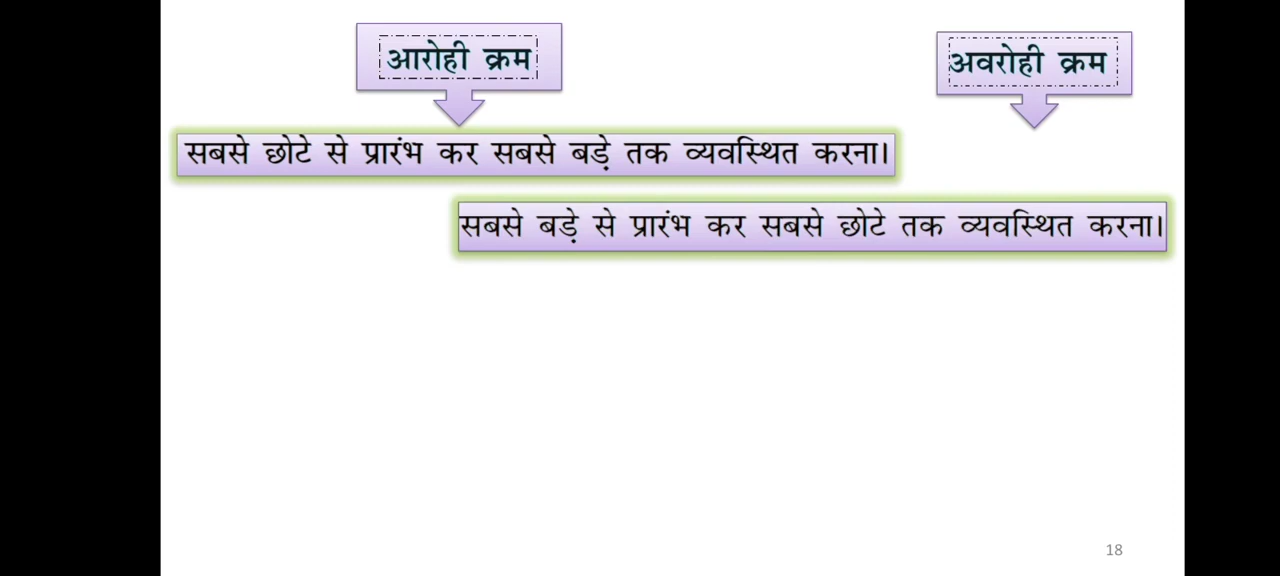 आरोही क्रम
अवरोही क्रम
सबसे छोटे से प्रारंभ कर सबसे बड़े तक व्यवस्थित करना।
सबसे बड़े से प्रारंभ कर सबसे छोटे तक व्यवस्थित करना।
18